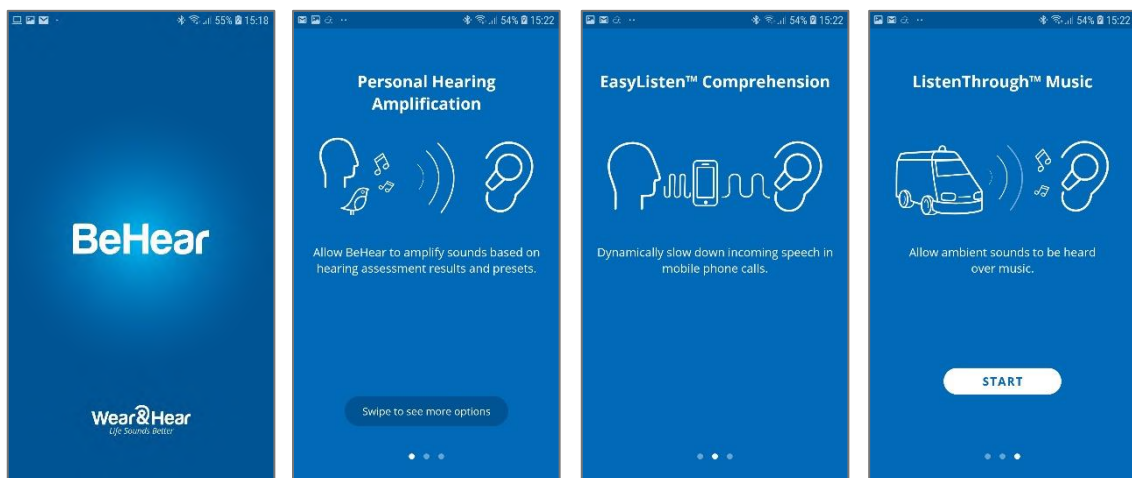 55% 15:18
BeHear
Wear&Hear
Life Sounds Better
54% 15:22
Personal Hearing
Amplification
Allow BeHear to amplify sounds based on
hearing assessment results and presets.
Swipe to see more options
54% 15:22
EasyListen™ Comprehension
Dynamically slow down incoming speech in
mobile phone calls.
54% 15:22
ListenThrough™ Music
Allow ambient sounds to be heard
over music.
START